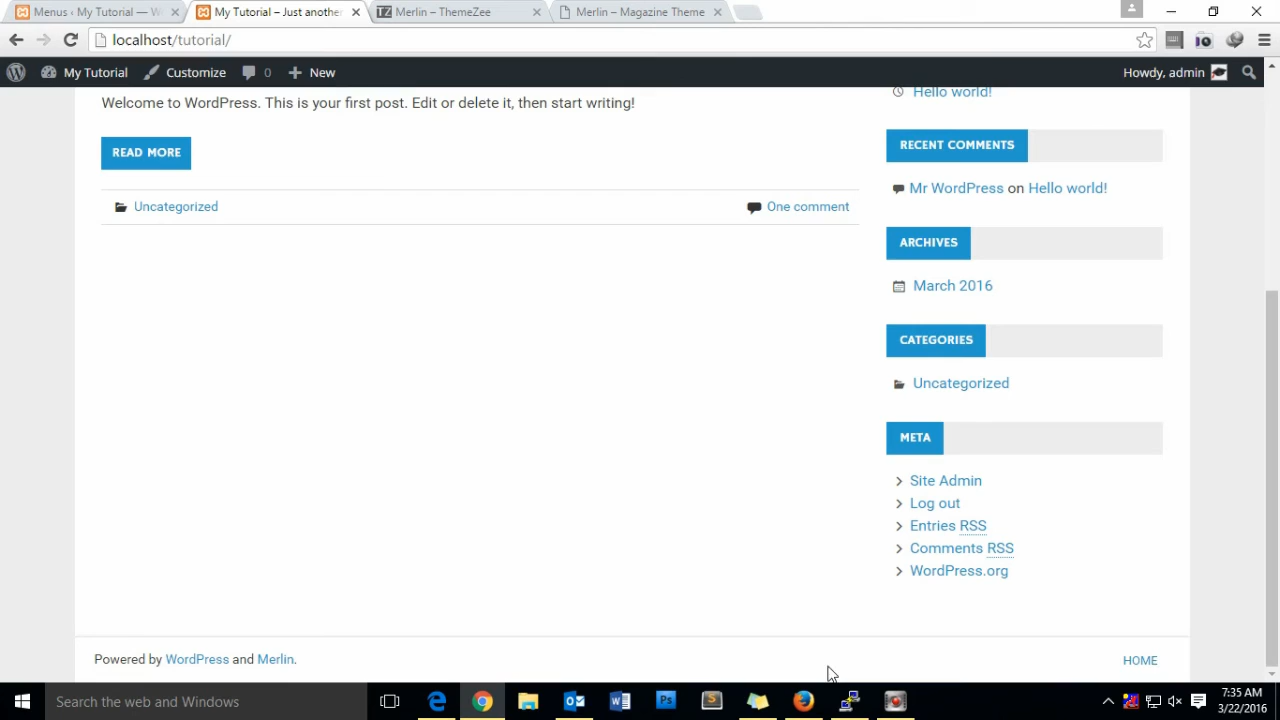 Menus ‹ My Tutorial — W
My Tutorial – Just anothe
Merlin – ThemeZee
Merlin – Magazine Theme
localhost/tutorial/
My Tutorial
Customize
0
New
Howdy, admin
Welcome to WordPress. This is your first post. Edit or delete it, then start writing!
READ MORE
Uncategorized
One comment
Hello world!
RECENT COMMENTS
Mr WordPress on Hello world!
ARCHIVES
March 2016
CATEGORIES
Uncategorized
META
Site Admin
Log out
Entries RSS
Comments RSS
WordPress.org
Powered by WordPress and Merlin.
HOME
Search the web and Windows
7:35 AM
3/22/2016